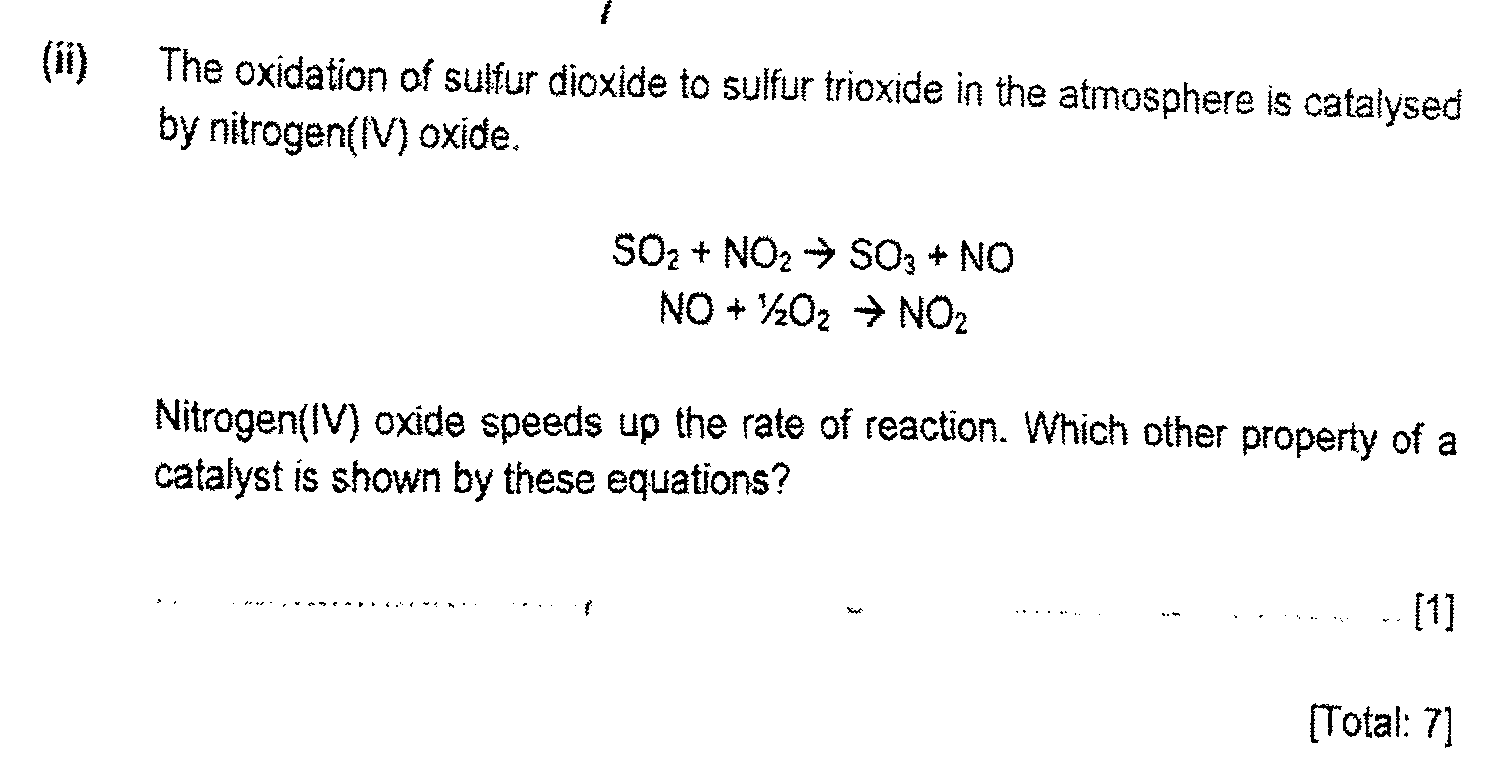 (ii) The oxidation of sulfur dioxide to sulfur trioxide in the atmosphere is catalysed
by nitrogen(IV) oxide.
SO₂ + NO₂ → SO₃ + NO
NO + ½O₂ → NO₂
Nitrogen(IV) oxide speeds up the rate of reaction. Which other property of a
catalyst is shown by these equations?
[1]
[Total: 7]